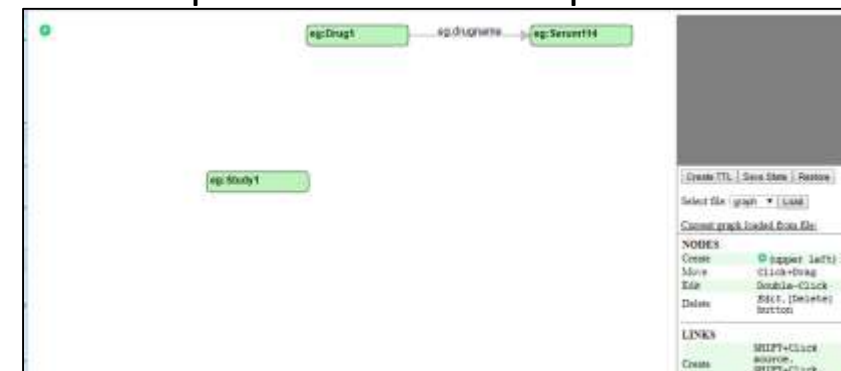 eg:Drug1
eg:drugname
eg:Serum114
eg:Study1
Create TTL Save State Restore
Select file: graph Load
Current graph loaded from file:
NODES
Create (upper left)
Move Click+Drag
Edit Double-Click
Delete Edit, [Delete]
button
LINKS
SHIFT+Click
Create source,
SHIFT+Click